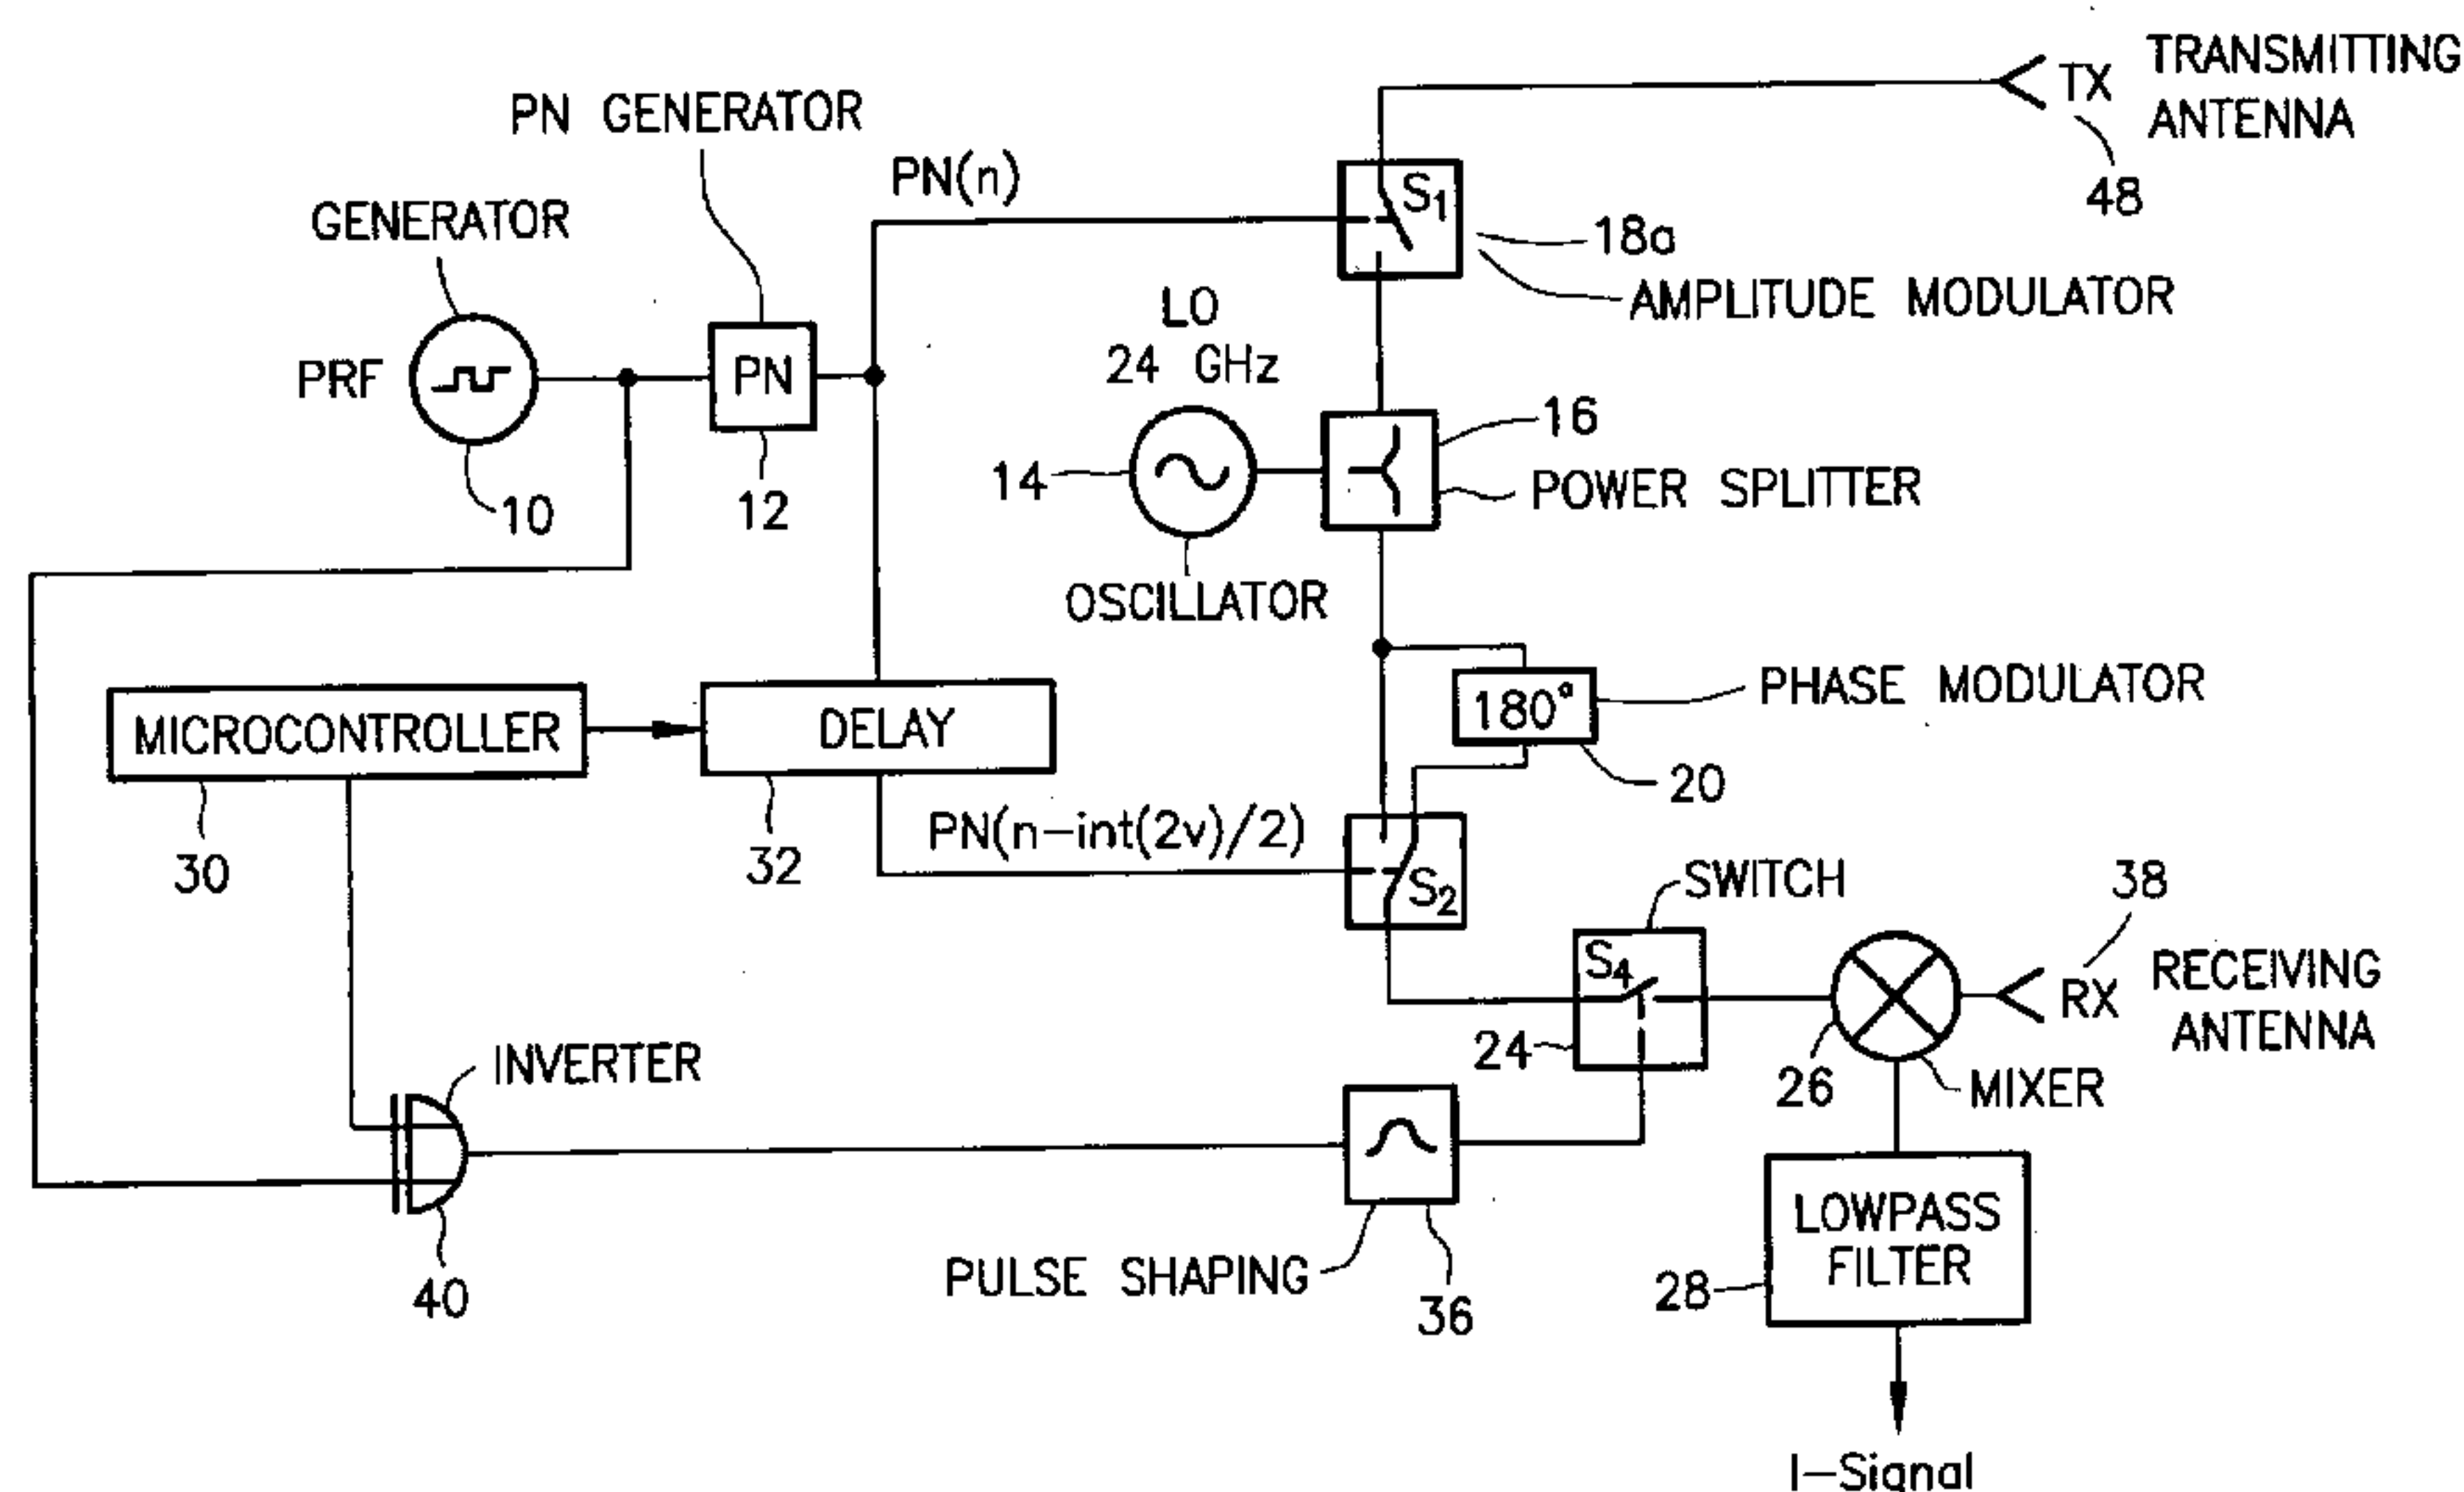 TRANSMITTING
TX
ANTENNA
48
PN GENERATOR
PN(n)
S1
18a
GENERATOR
AMPLITUDE MODULATOR
LO
24 GHz
PRF
PN
16
14
POWER SPLITTER
10
12
OSCILLATOR
PHASE MODULATOR
180°
MICROCONTROLLER
DELAY
20
30
32
PN(n-int(2v)/2)
S2
SWITCH
38
S4
RECEIVING
RX
ANTENNA
24
26
MIXER
INVERTER
LOWPASS
FILTER
PULSE SHAPING
36
28
40
I-Signal